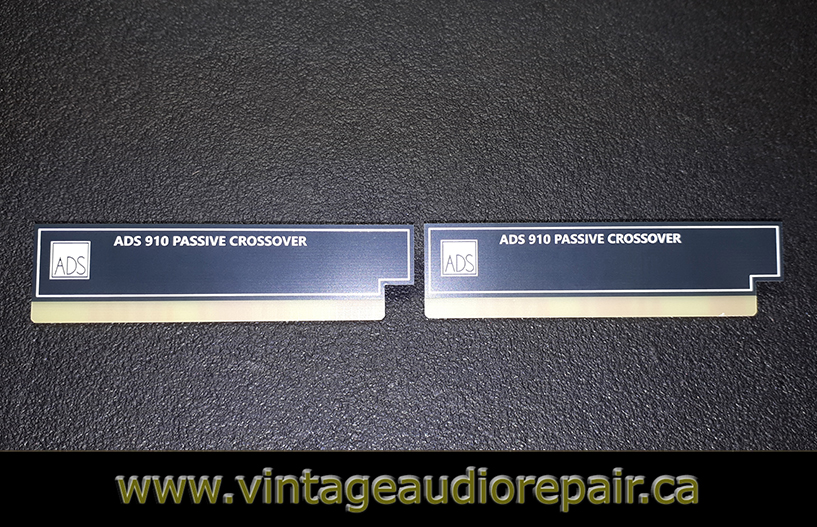 ADS 910 PASSIVE CROSSOVER
ADS
ADS 910 PASSIVE CROSSOVER
ADS
www.vintageaudiorepair.ca